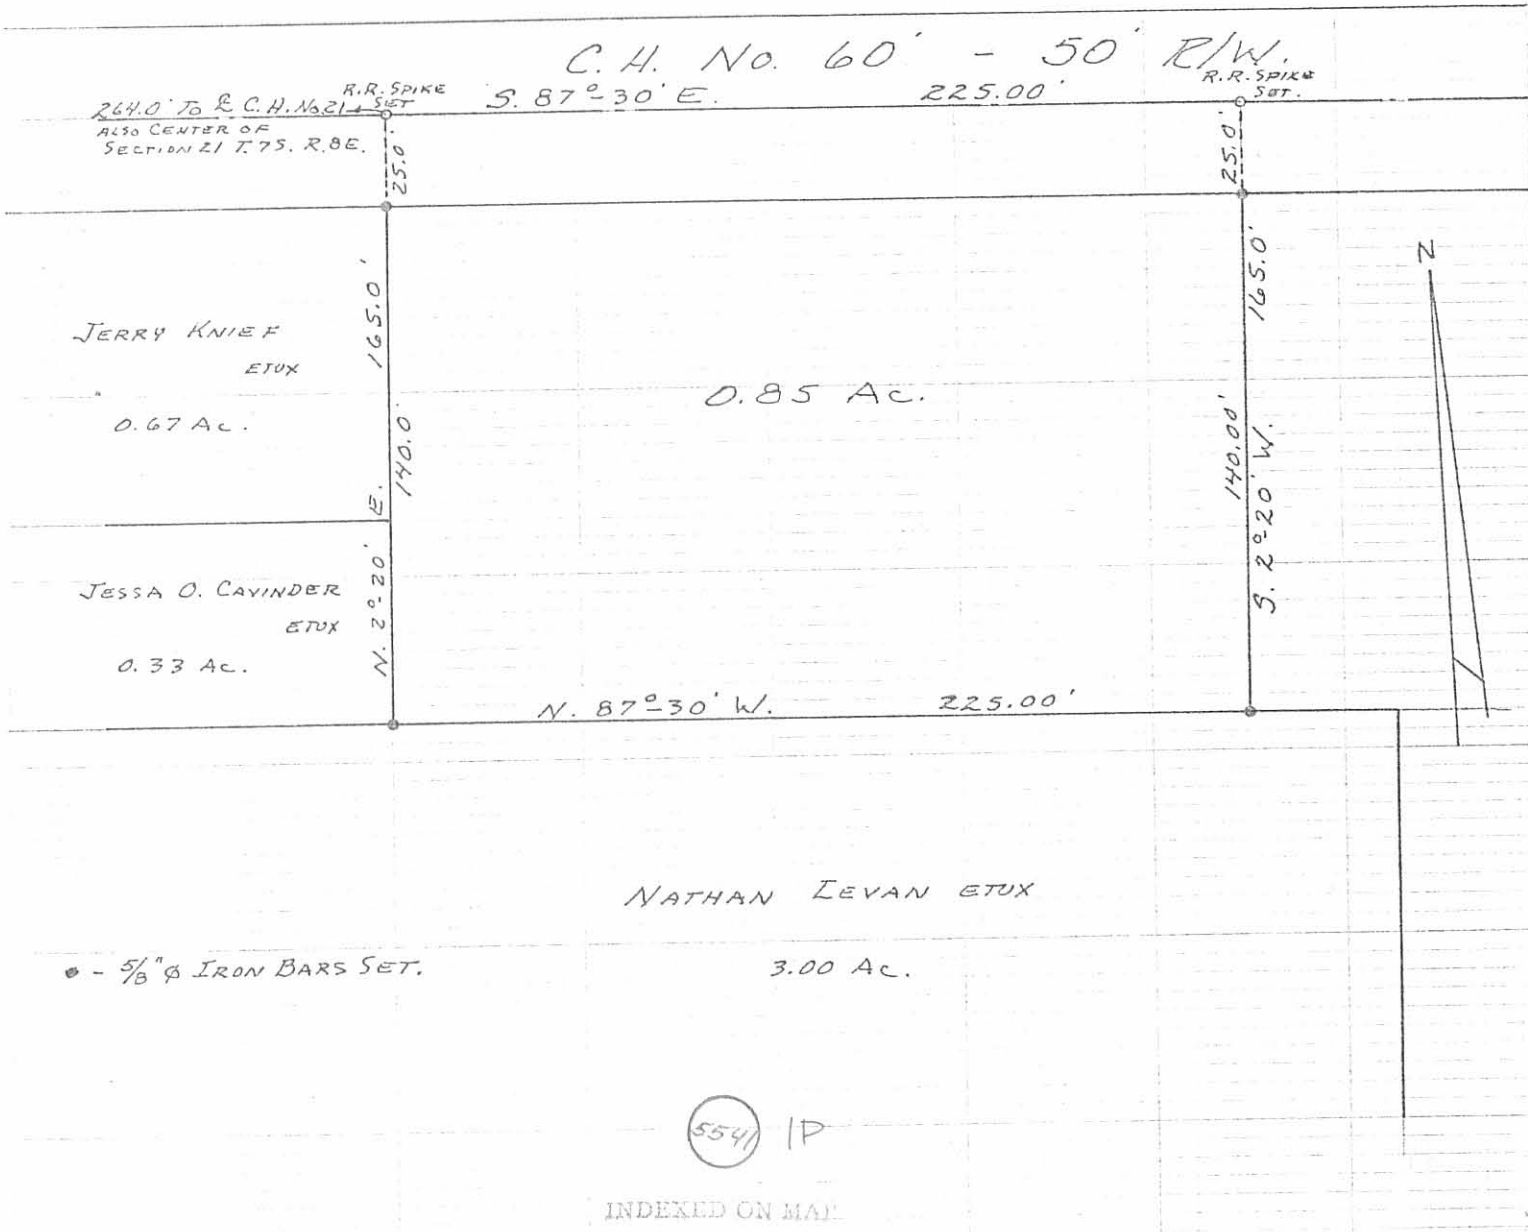 C. H. No. 60' - 50' R/W.
R.R. SPIKE
SET
R.R. SPIKE
SET.
264.0' TO ℄ C.H. No. 21
ALSO CENTER OF
SECTION 21 T.7S. R.8E.
S. 87°-30' E. 225.00'
25.0'
25.0'
JERRY KNIEF
ETUX
0.67 Ac.
165.0'
140.0'
N. 2°-20' E.
0.85 Ac.
165.0'
140.00'
S. 2°-20' W.
N
JESSA O. CAVINDER
ETUX
0.33 Ac.
N. 87°-30' W. 225.00'
NATHAN LEVAN ETUX
3.00 Ac.
- 5/8"ø IRON BARS SET.
5541 1P
INDEXED ON MAP